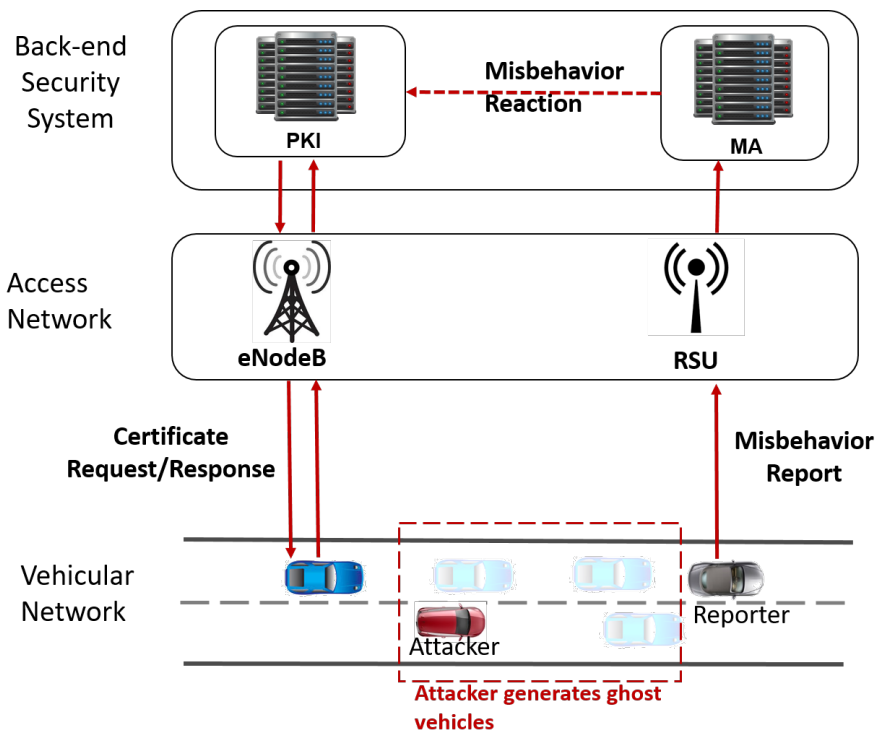 Back-end
Security
System
PKI
Misbehavior
Reaction
MA
Access
Network
eNodeB
RSU
Certificate
Request/Response
Misbehavior
Report
Vehicular
Network
Attacker
Reporter
Attacker generates ghost
vehicles